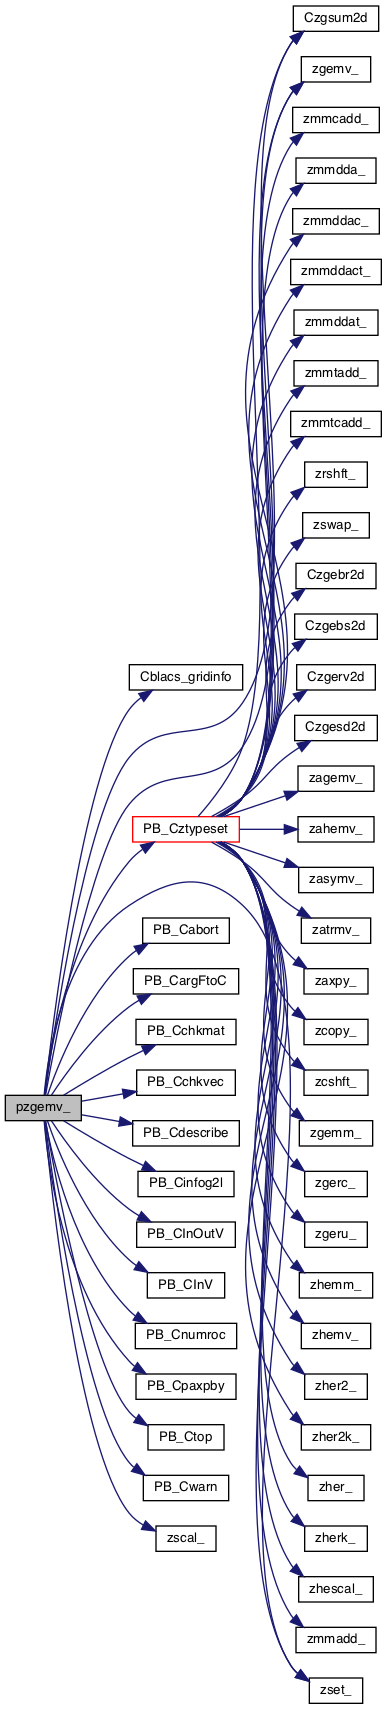 Czgsum2d
zgemv_
zmmcadd_
zmmdda_
zmmddac_
zmmddact_
zmmddat_
zmmtadd_
zmmtcadd_
zrshft_
zswap_
Czgebr2d
Czgebs2d
Cblacs_gridinfo
Czgerv2d
Czgesd2d
zagemv_
PB_Cztypeset
zahemv_
zasymv_
PB_Cabort
zatrmv_
PB_CargFtoC
zaxpy_
PB_Cchkmat
zcopy_
PB_Cchkvec
zcshft_
pzgemv_
PB_Cdescribe
zgemm_
PB_Cinfog2l
zgerc_
PB_CInOutV
zgeru_
PB_CInV
zhemm_
PB_Cnumroc
zhemv_
PB_Cpaxpby
zher2_
PB_Ctop
zher2k_
PB_Cwarn
zher_
zscal_
zherk_
zhescal_
zmmadd_
zset_